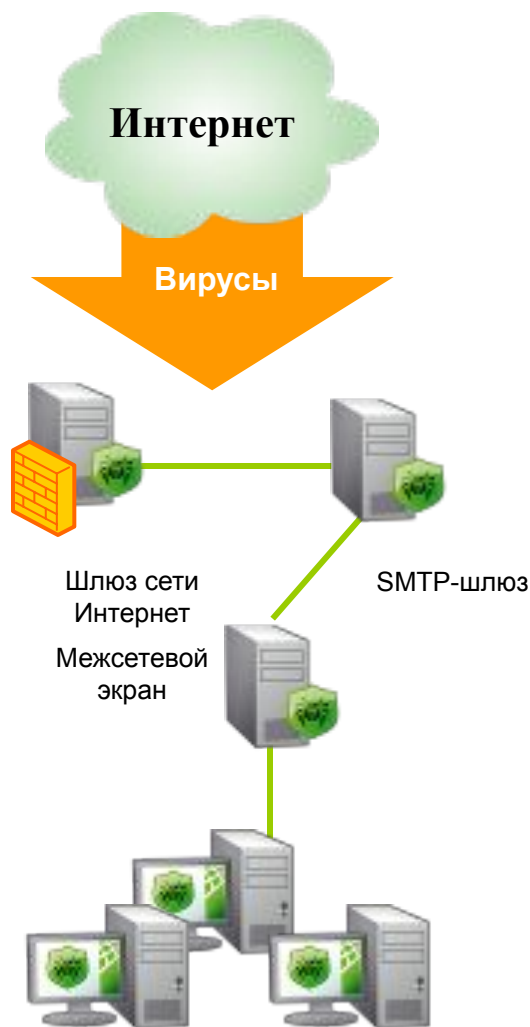 Интернет
Вирусы
Шлюз сети
Интернет
Межсетевой
экран
SMTP-шлюз